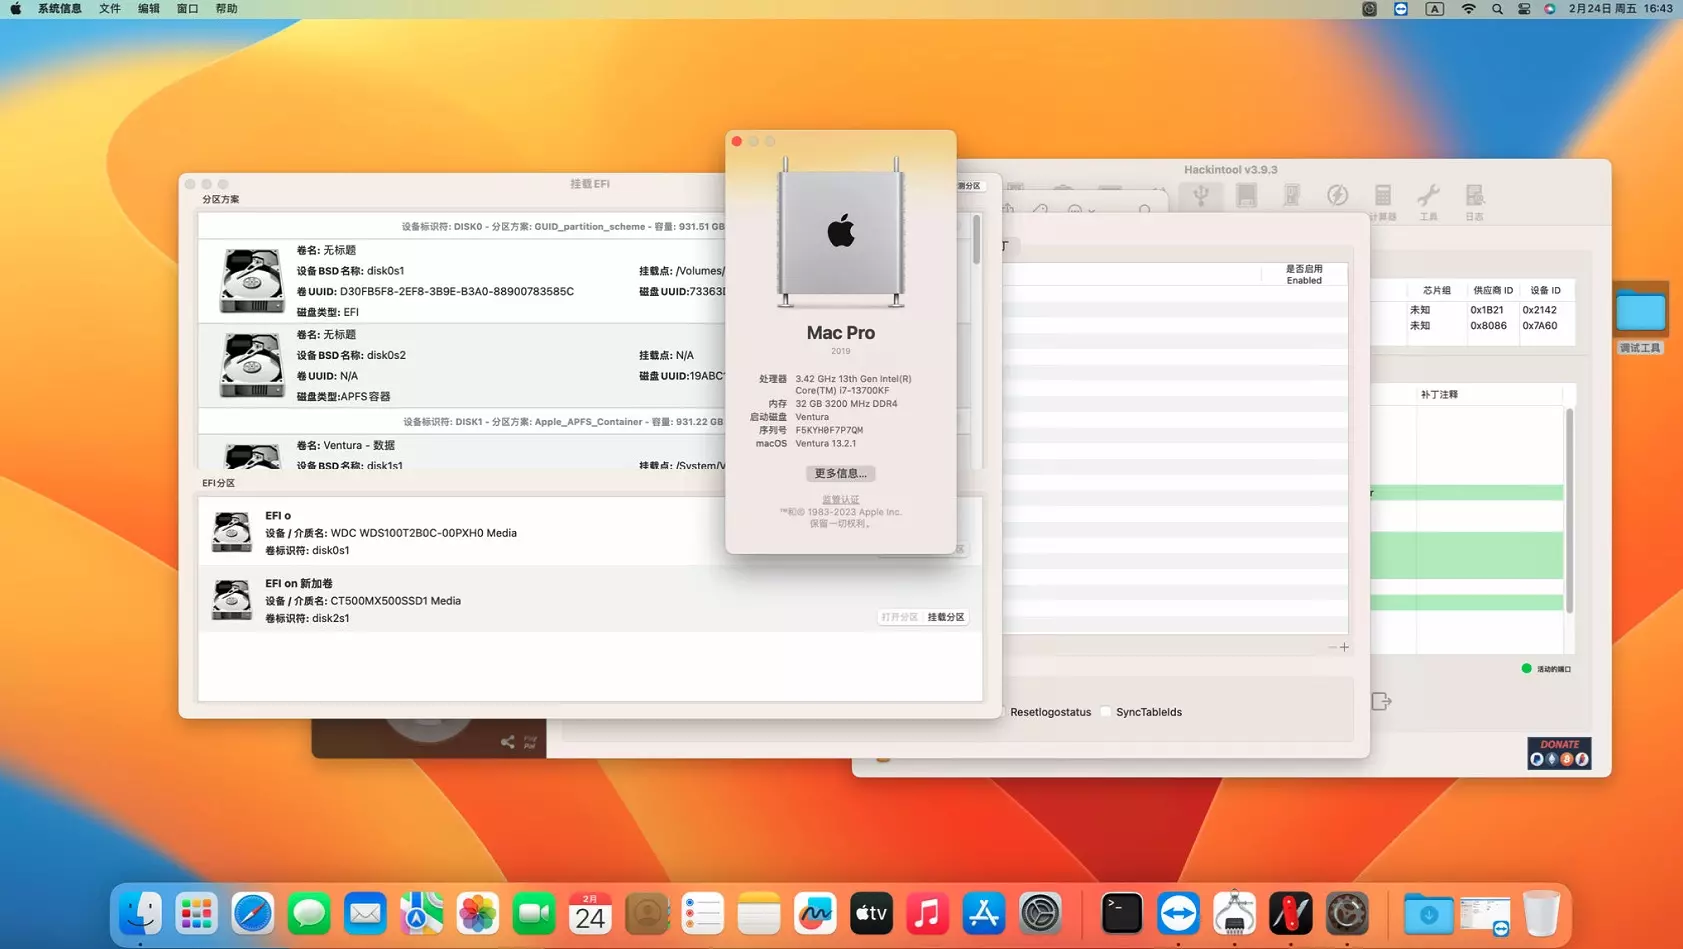 系统信息 文件 编辑 窗口 帮助
A
2月24日 周五 16:43
挂载EFI
分区方案
测分区
设备标识符: DISK0 - 分区方案: GUID_partition_scheme - 容量: 931.51 GB
卷名: 无标题
设备BSD名称: disk0s1
挂载点: /Volumes/
卷UUID: D30FB5F8-2EF8-3B9E-B3A0-88900783585C
磁盘UUID:73363
磁盘类型: EFI
卷名: 无标题
设备BSD名称: disk0s2
挂载点: N/A
卷UUID: N/A
磁盘UUID:19ABC
磁盘类型:APFS容器
设备标识符: DISK1 - 分区方案: Apple_APFS_Container - 容量: 931.22 GB
卷名: Ventura - 数据
设备BSD名称: disk1s1
挂载点: /System/V
EFI分区
EFI o
设备 / 介质名: WDC WDS100T2B0C-00PXH0 Media
卷标识符: disk0s1
区
EFI on 新加卷
设备 / 介质名: CT500MX500SSD1 Media
卷标识符: disk2s1
打开分区 挂载分区
Mac Pro
2019
处理器 3.42 GHz 13th Gen Intel(R)
Core(TM) i7-13700KF
内存 32 GB 3200 MHz DDR4
启动磁盘 Ventura
序列号 F5KYH0F7P7QM
macOS Ventura 13.2.1
更多信息...
监管认证
™和© 1983-2023 Apple Inc.
保留一切权利。
Hackintool v3.9.3
计算器 工具 日志
丁
是否启用
Enabled
Resetlogostatus
SyncTableIds
芯片组 供应商 ID 设备 ID
未知 0x1B21 0x2142
未知 0x8086 0x7A60
补丁注释
r
活动的端口
DONATE
调试工具
2月
24
tv